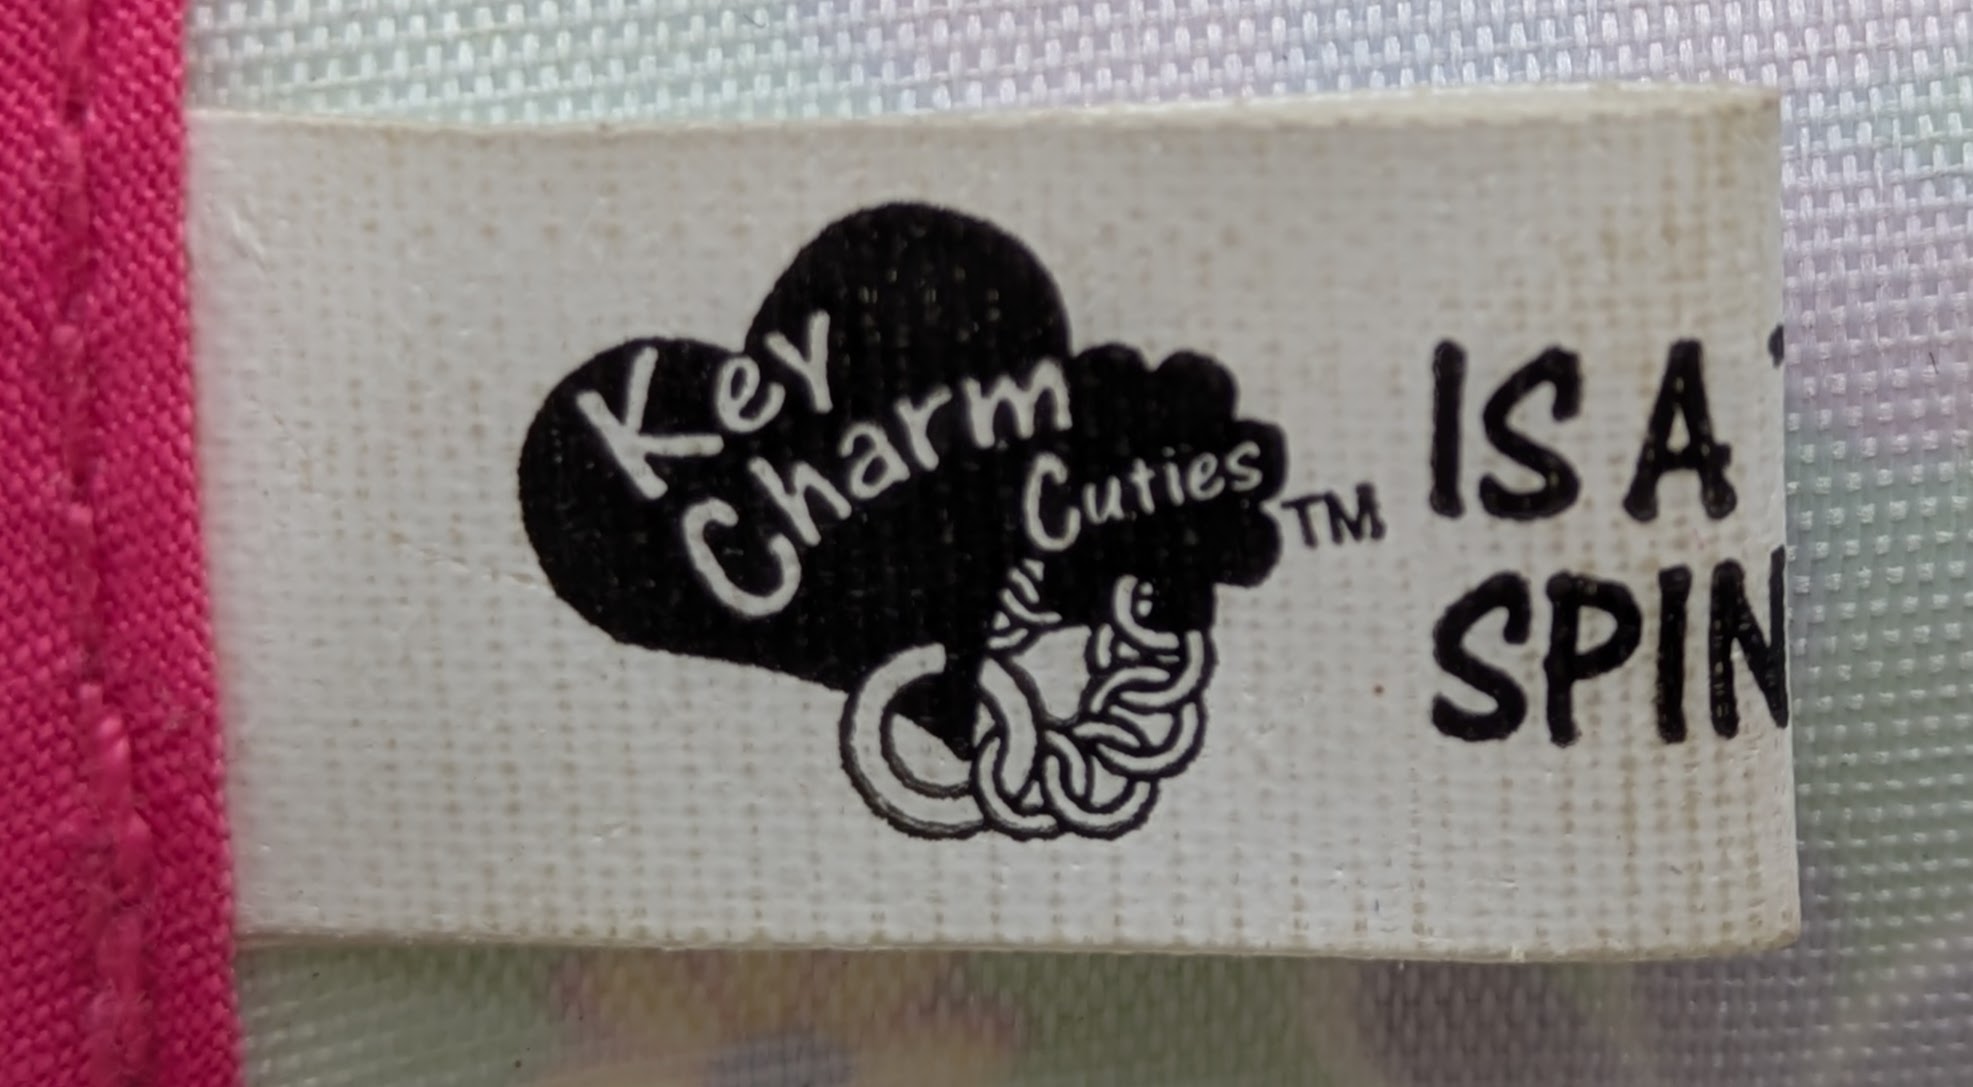 Key
Charm
Cuties
TM
IS A
SPIN